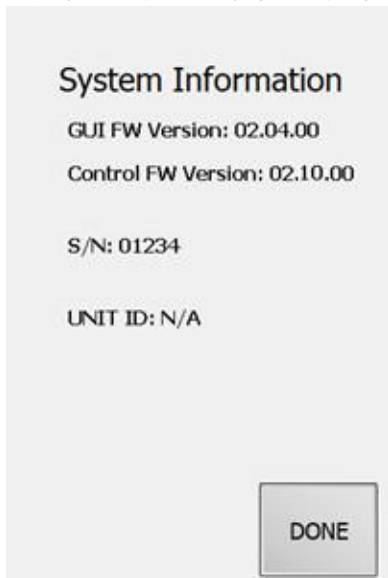 System Information
GUI FW Version: 02.04.00
Control FW Version: 02.10.00
S/N: 01234
UNIT ID: N/A
DONE